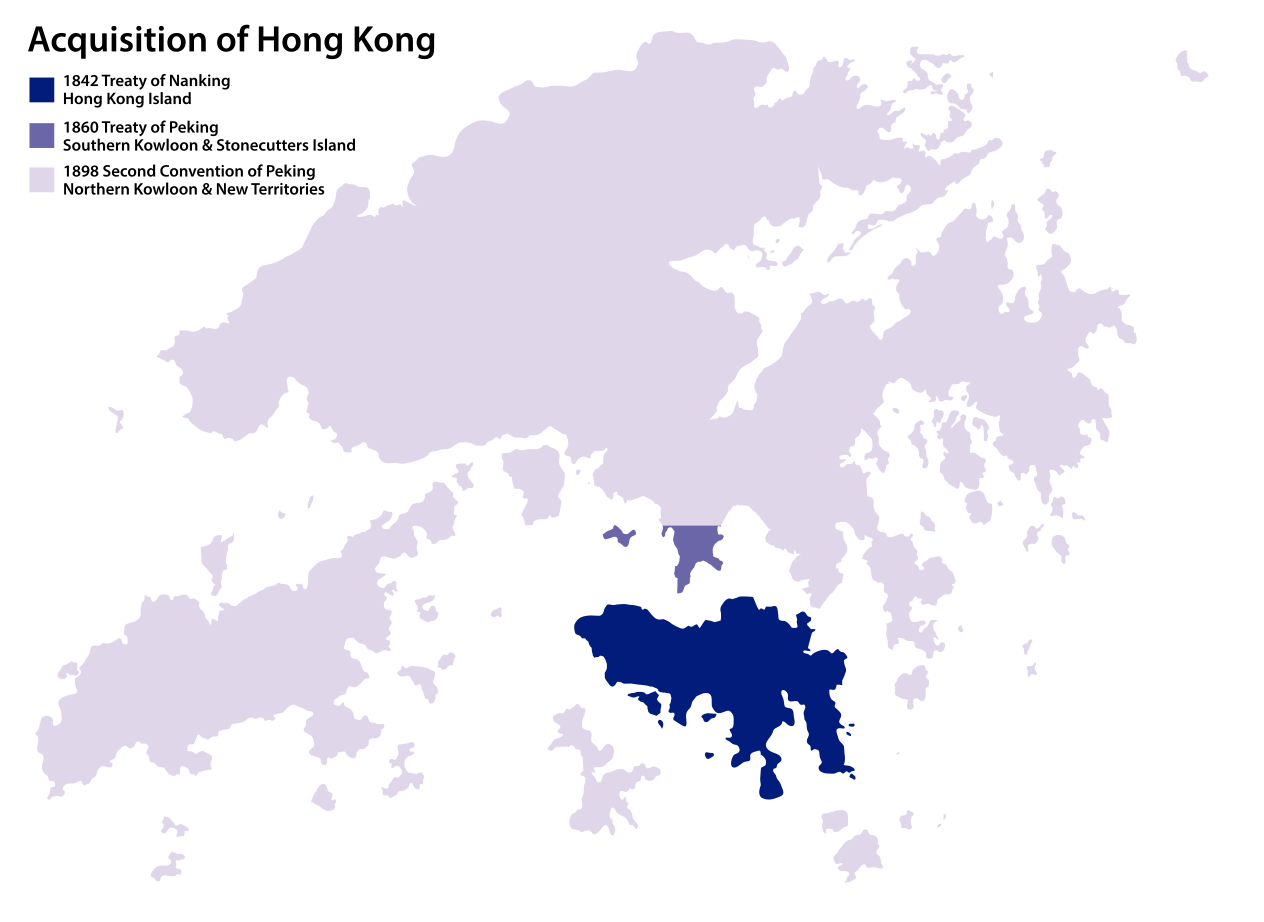 Acquisition of Hong Kong
1842 Treaty of Nanking
Hong Kong Island
1860 Treaty of Peking
Southern Kowloon & Stonecutters Island
1898 Second Convention of Peking
Northern Kowloon & New Territories